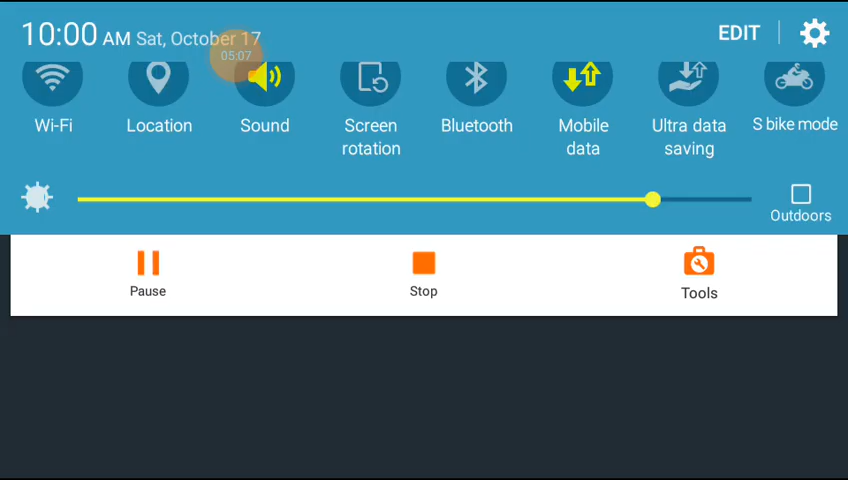 10:00 AM Sat, October 17
05:07
EDIT
Wi-Fi
Location
Sound
Screen
rotation
Bluetooth
Mobile
data
Ultra data
saving
S bike mode
Outdoors
Pause
Stop
Tools